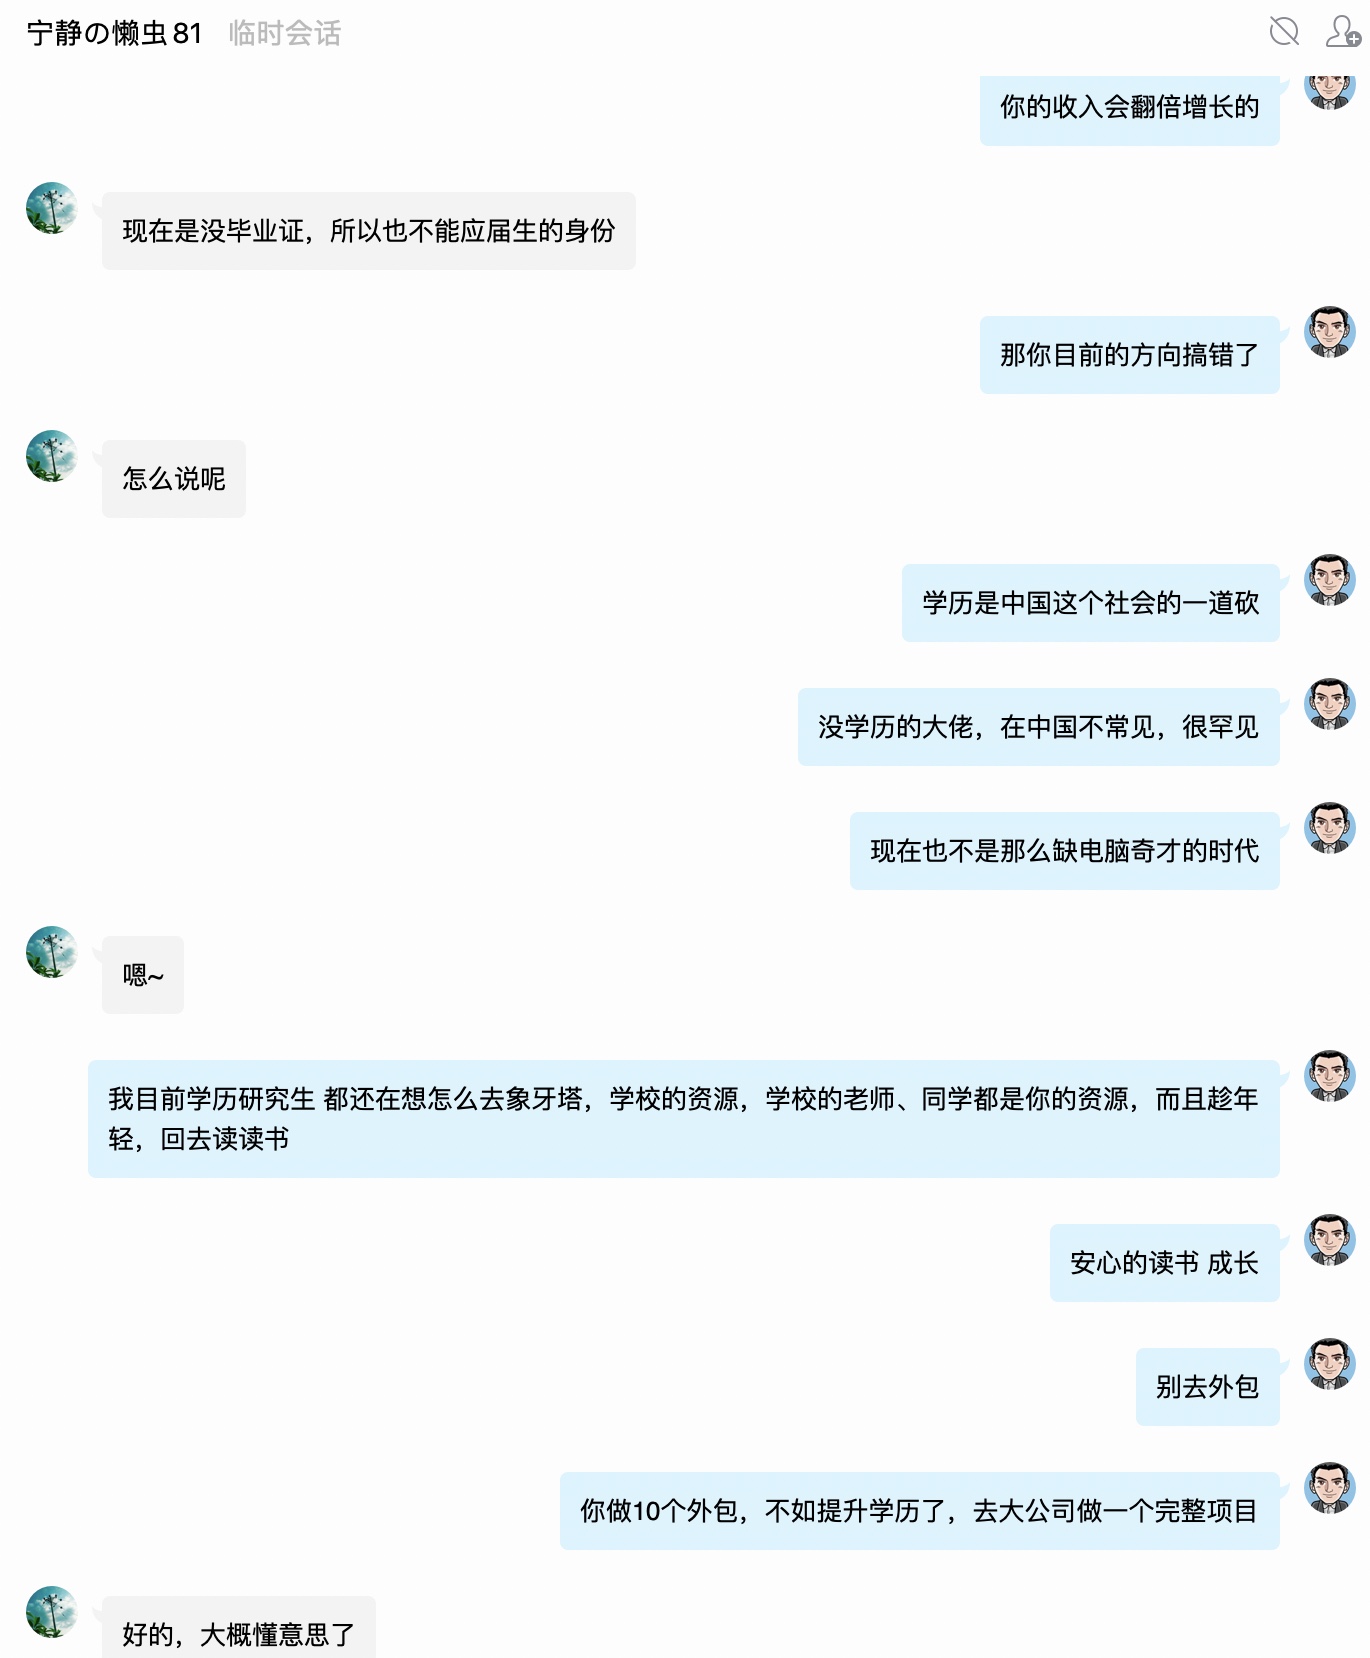 宁静の懒虫81 临时会话
你的收入会翻倍增长的
现在是没毕业证，所以也不能应届生的身份
那你目前的方向搞错了
怎么说呢
学历是中国这个社会的一道砍
没学历的大佬，在中国不常见，很罕见
现在也不是那么缺电脑奇才的时代
嗯~
我目前学历研究生 都还在想怎么去象牙塔，学校的资源，学校的老师、同学都是你的资源，而且趁年
轻，回去读读书
安心的读书 成长
别去外包
你做10个外包，不如提升学历了，去大公司做一个完整项目
好的，大概懂意思了